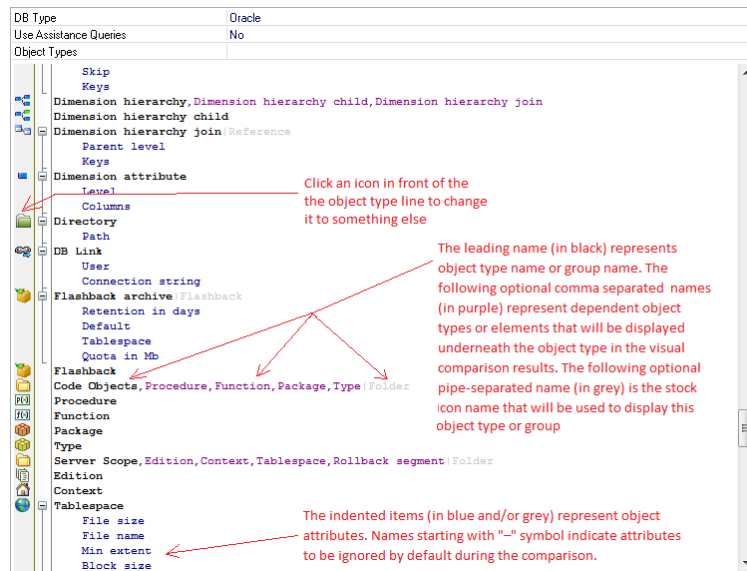 DB Type Oracle
Use Assistance Queries No
Object Types
Skip
Keys
Dimension hierarchy,Dimension hierarchy child,Dimension hierarchy join
Dimension hierarchy child
Dimension hierarchy join|Reference
Parent level
Keys
Dimension attribute
Level
Columns
Directory
Path
DB Link
User
Connection string
Flashback archive|Flashback
Retention in days
Default
Tablespace
Quota in Mb
Flashback
Code Objects,Procedure,Function,Package,Type|Folder
Procedure
Function
Package
Type
Server Scope,Edition,Context,Tablespace,Rollback segment|Folder
Edition
Context
Tablespace
File size
File name
Min extent
Block size
Click an icon in front of the
the object type line to change
it to something else
The leading name (in black) represents
object type name or group name. The
following optional comma separated names
(in purple) represent dependent object
types or elements that will be displayed
underneath the object type in the visual
comparison results. The following optional
pipe-separated name (in grey) is the stock
icon name that will be used to display this
object type or group
The indented items (in blue and/or grey) represent object
attributes. Names starting with "–" symbol indicate attributes
to be ignored by default during the comparison.
P(x)
f(x)